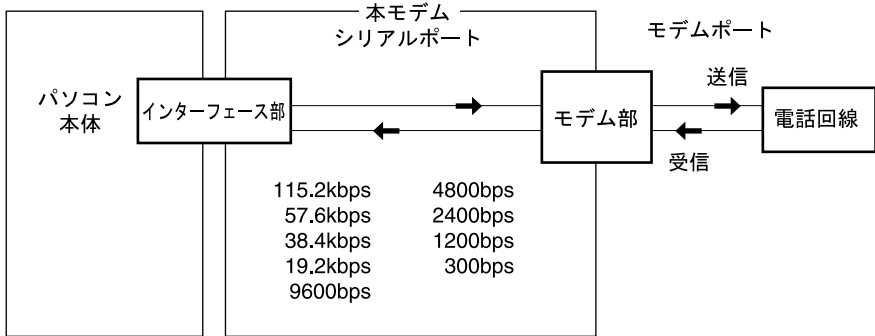 本モデム
シリアルポート
モデムポート
パソコン
本体
インターフェース部
モデム部
送信
受信
電話回線
115.2kbps
57.6kbps
38.4kbps
19.2kbps
9600bps
4800bps
2400bps
1200bps
300bps